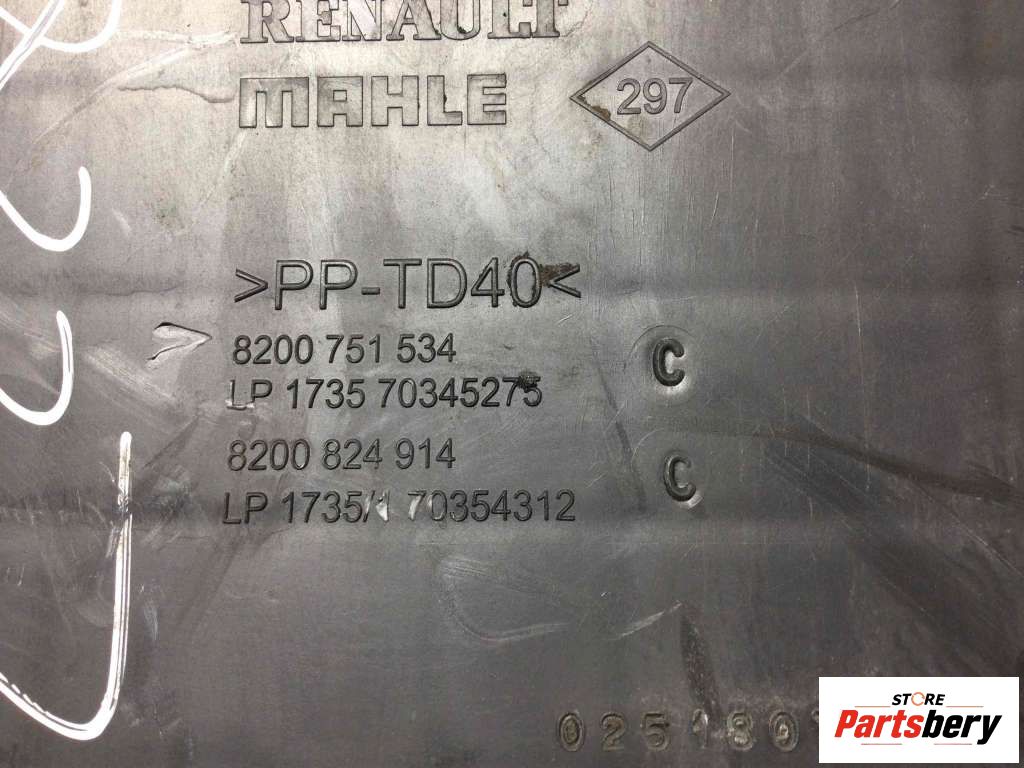 RENAULT
MAHLE
297
>PP-TD40<
8200 751 534
C
LP 1735 70345275
8200 824 914
C
LP 1735/1 70354312
025180
STORE
Partsbery